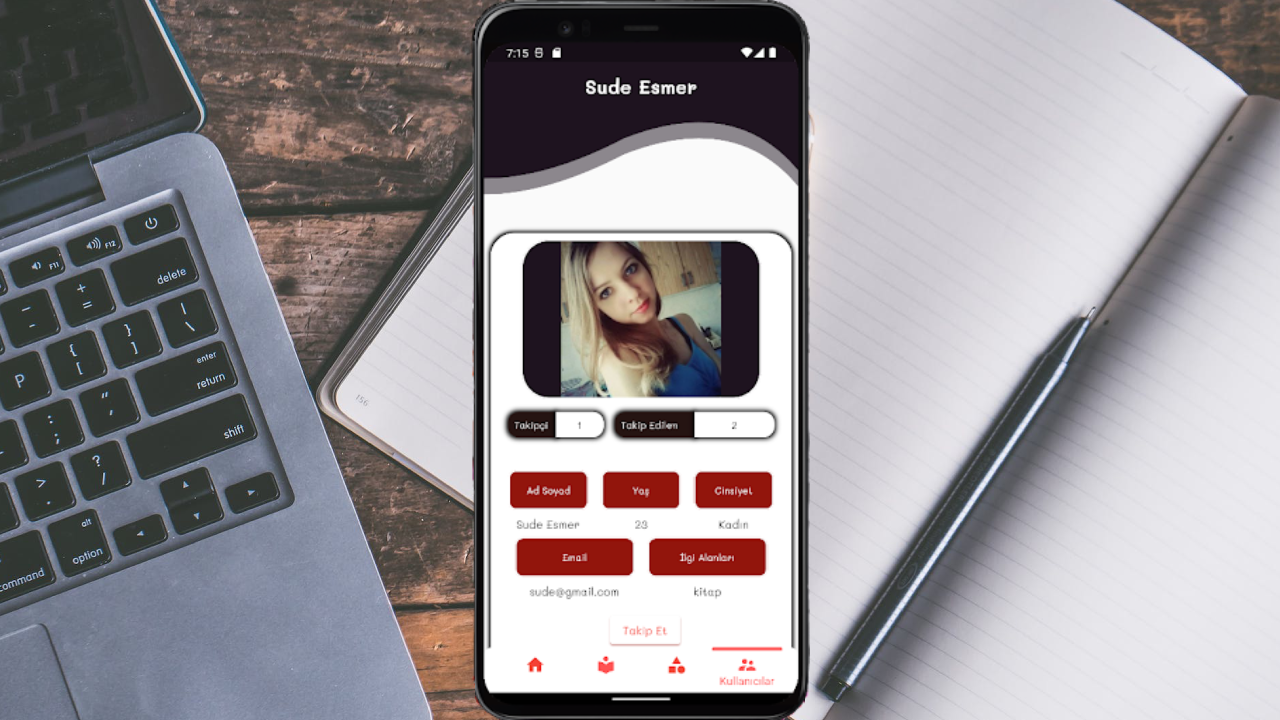 7:15
Sude Esmer
Takipçi 1 Takip Edilen 2
Ad Soyad Yaş Cinsiyet
Sude Esmer 23 Kadın
Email İlgi Alanları
sude@gmail.com kitap
Takip Et
Kullanıcılar
F11
F12
delete
+
=
-
{
[
}
]
|
\
P
enter
return
:
;
"
'
shift
>
.
?
/
alt
option
command
156